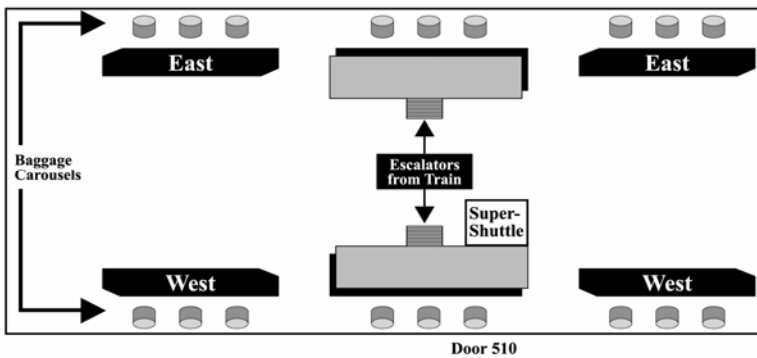 East
East
Baggage
Carousels
Escalators
from Train
Super-
Shuttle
West
West
Door 510